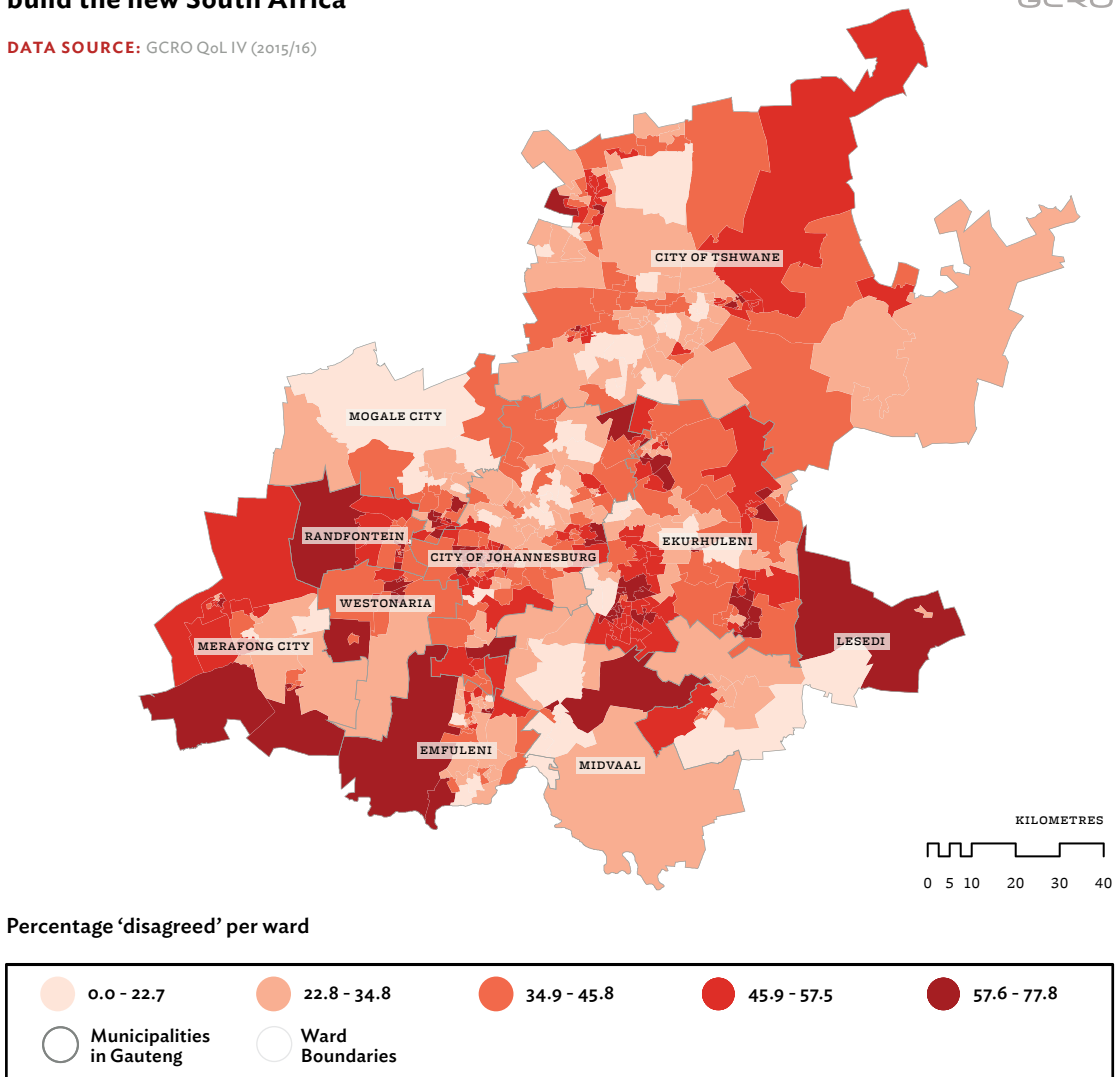 build the new South Africa
GCRO
DATA SOURCE: GCRO QoL IV (2015/16)
CITY OF TSHWANE
MOGALE CITY
RANDFONTEIN
EKURHULENI
CITY OF JOHANNESBURG
WESTONARIA
LESEDI
MERAFONG CITY
EMFULENI
MIDVAAL
KILOMETRES
0 5 10 20 30 40
Percentage ‘disagreed’ per ward
0.0 - 22.7 22.8 - 34.8 34.9 - 45.8 45.9 - 57.5 57.6 - 77.8
Municipalities
in Gauteng
Ward
Boundaries